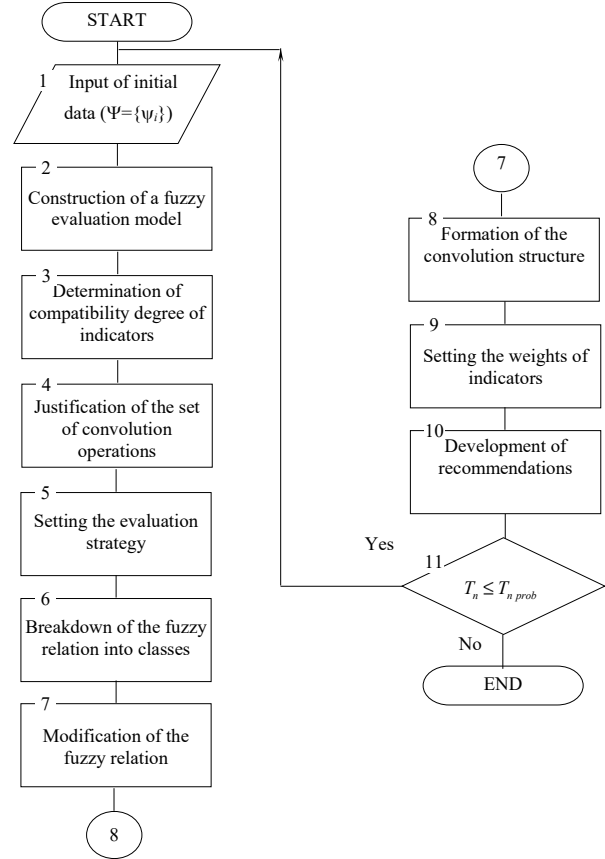 START
1
Input of initial
data (Ψ={ψi})
2
Construction of a fuzzy
evaluation model
3
Determination of
compatibility degree of
indicators
4
Justification of the set
of convolution
operations
5
Setting the evaluation
strategy
6
Breakdown of the fuzzy
relation into classes
7
Modification of the
fuzzy relation
8
7
8
Formation of the
convolution structure
9
Setting the weights of
indicators
10
Development of
recommendations
Yes
11
Tn ≤ Tn prob
No
END